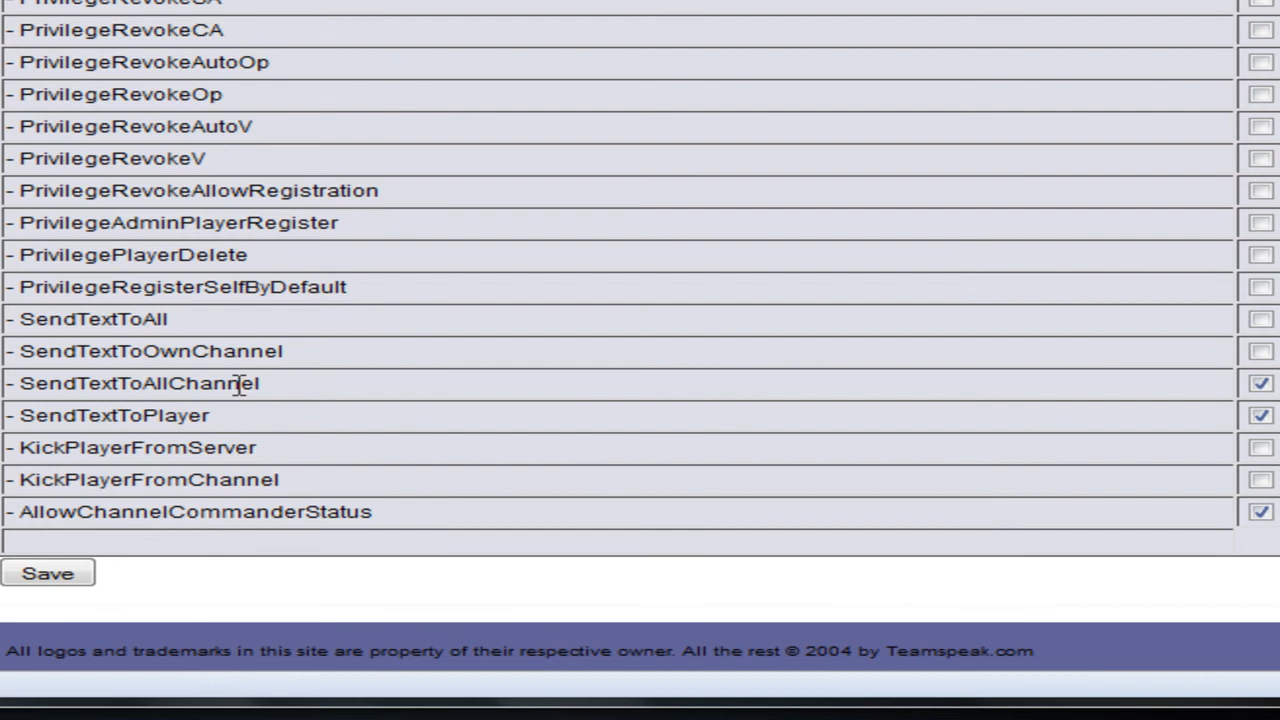 - PrivilegeRevokeSA
- PrivilegeRevokeCA
- PrivilegeRevokeAutoOp
- PrivilegeRevokeOp
- PrivilegeRevokeAutoV
- PrivilegeRevokeV
- PrivilegeRevokeAllowRegistration
- PrivilegeAdminPlayerRegister
- PrivilegePlayerDelete
- PrivilegeRegisterSelfByDefault
- SendTextToAll
- SendTextToOwnChannel
- SendTextToAllChannel
- SendTextToPlayer
- KickPlayerFromServer
- KickPlayerFromChannel
- AllowChannelCommanderStatus
Save
All logos and trademarks in this site are property of their respective owner. All the rest © 2004 by Teamspeak.com